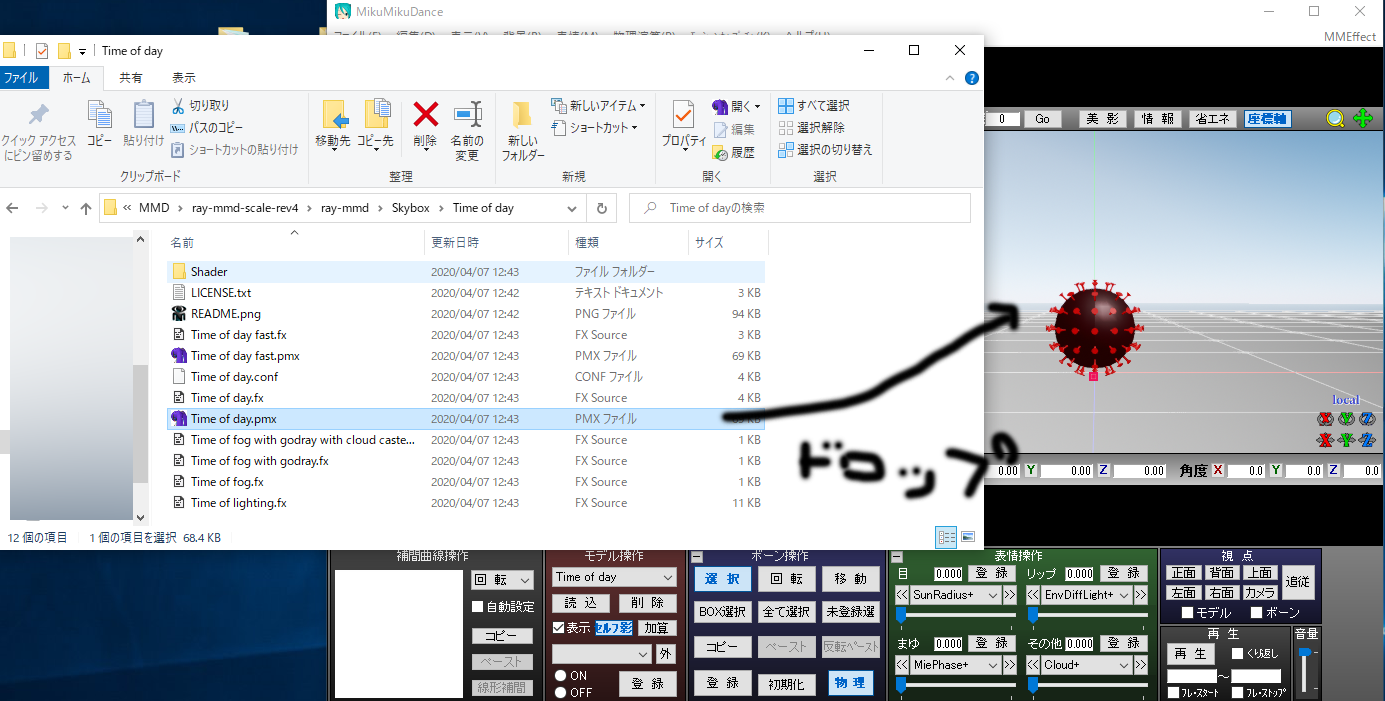 MikuMikuDance
MMEffect
Time of day
ファイル ホーム 共有 表示
クイック アクセス
にピン留めする
コピー
貼り付け
切り取り
パスのコピー
ショートカットの貼り付け
クリップボード
移動先
コピー先
削除
名前の
変更
整理
新しい
フォルダー
新しいアイテム
ショートカット
新規
プロパティ
開く
編集
履歴
開く
すべて選択
選択解除
選択の切り替え
選択
0 Go 美 影 情 報 省エネ 座標軸
« MMD › ray-mmd-scale-rev4 › ray-mmd › Skybox › Time of day
Time of dayの検索
名前 更新日時 種類 サイズ
Shader 2020/04/07 12:43 ファイル フォルダー
LICENSE.txt 2020/04/07 12:42 テキスト ドキュメント 3 KB
README.png 2020/04/07 12:42 PNG ファイル 94 KB
Time of day fast.fx 2020/04/07 12:43 FX Source 3 KB
Time of day fast.pmx 2020/04/07 12:43 PMX ファイル 69 KB
Time of day.conf 2020/04/07 12:43 CONF ファイル 4 KB
Time of day.fx 2020/04/07 12:43 FX Source 4 KB
Time of day.pmx 2020/04/07 12:43 PMX ファイル
Time of fog with godray with cloud caste... 2020/04/07 12:43 FX Source 1 KB
Time of fog with godray.fx 2020/04/07 12:43 FX Source 1 KB
Time of fog.fx 2020/04/07 12:43 FX Source 1 KB
Time of lighting.fx 2020/04/07 12:43 FX Source 11 KB
ドロップ
local
X Y Z
X Y Z
0.00 Y 0.00 Z 0.00 角度 X 0.0 Y 0.0 Z 0.0
12 個の項目 1 個の項目を選択 68.4 KB
補間曲線操作
回 転
自動設定
コピー
ペースト
線形補間
モデル操作
Time of day
読 込 削 除
表示 セルフ影 加算
外
ON
OFF
登 録
ボーン操作
選 択 回 転 移 動
BOX選択 全て選択 未登録選
コピー ペースト 反転ペースト
登 録 初期化 物 理
表情操作
目 0.000 登 録 リップ 0.000 登 録
<< SunRadius+ >> << EnvDiffLight+ >>
まゆ 0.000 登 録 その他 0.000 登 録
<< MiePhase+ >> << Cloud+ >>
視 点
正面 背面 上面 追従
左面 右面 カメラ
モデル ボーン
再 生
再 生 くり返し
～
フレ・スタート フレ・ストップ
音量